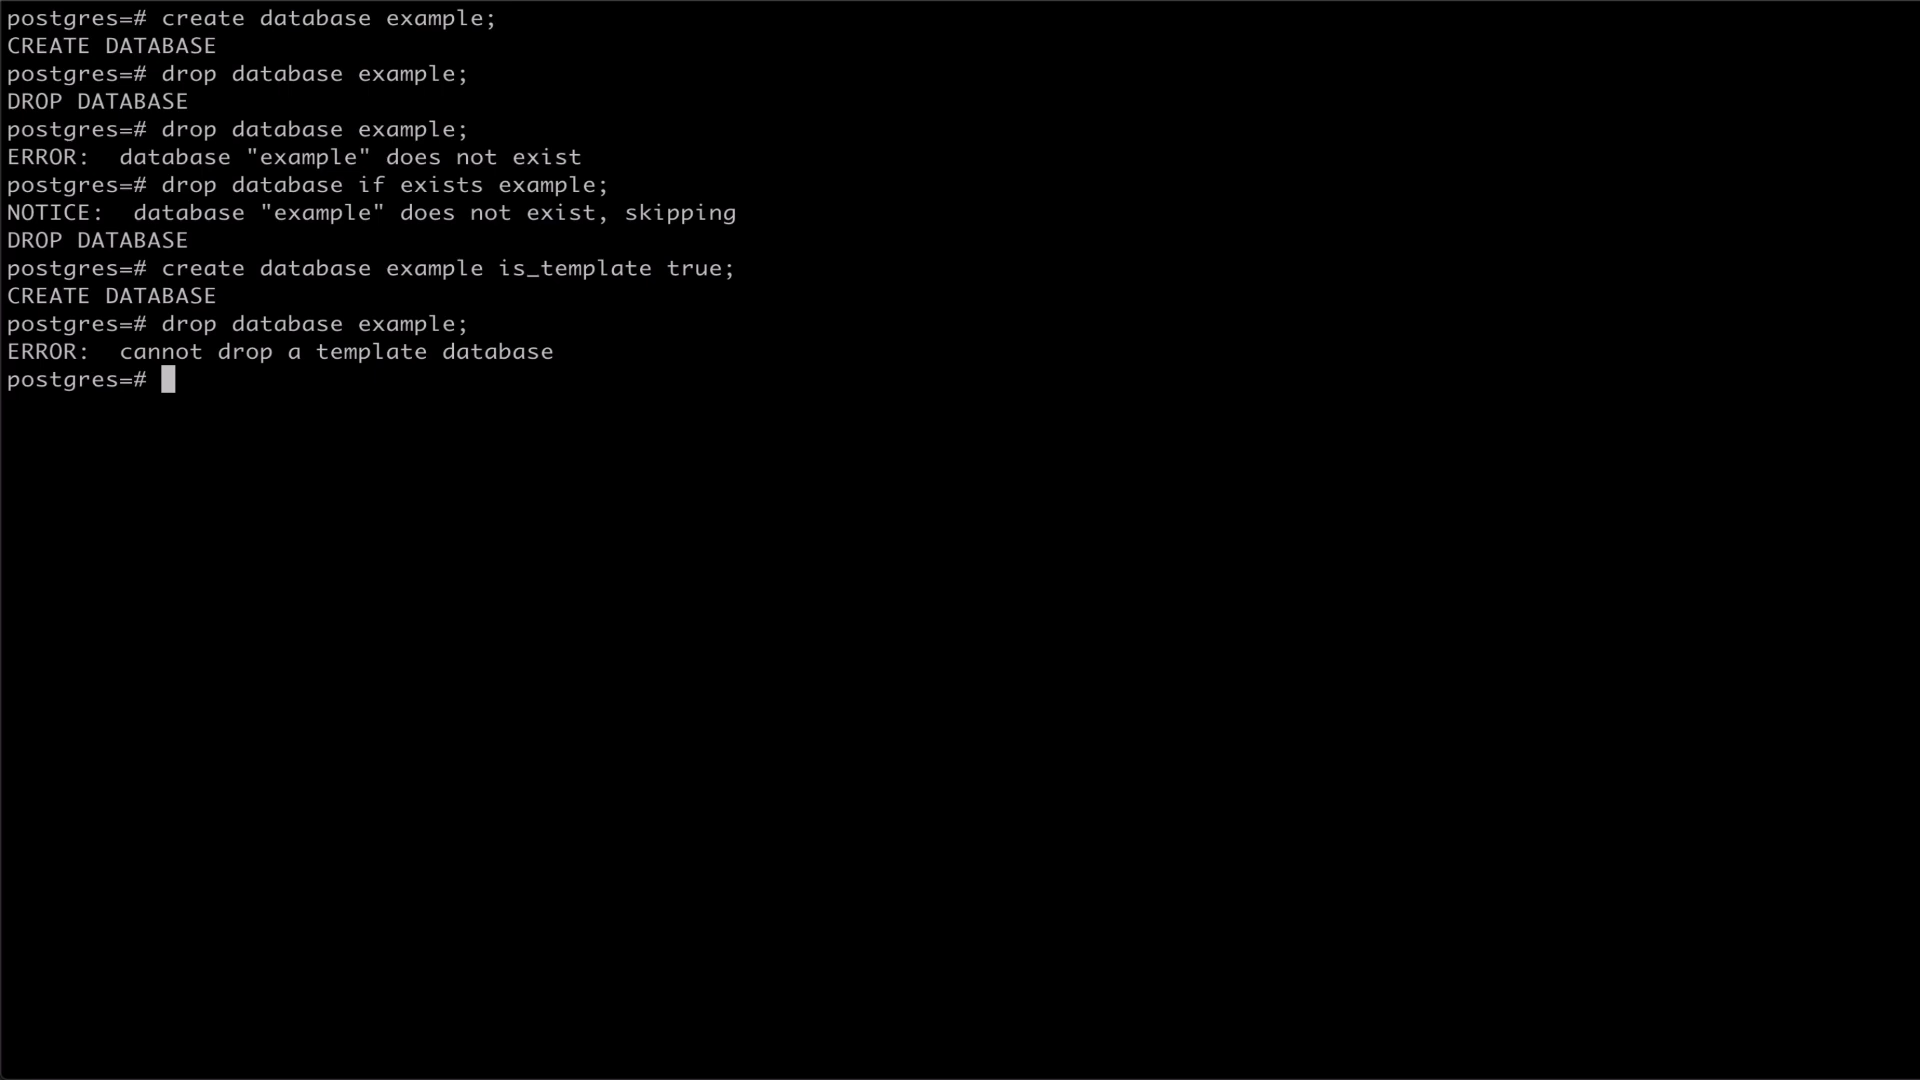 postgres=# create database example;
CREATE DATABASE
postgres=# drop database example;
DROP DATABASE
postgres=# drop database example;
ERROR:  database "example" does not exist
postgres=# drop database if exists example;
NOTICE:  database "example" does not exist, skipping
DROP DATABASE
postgres=# create database example is_template true;
CREATE DATABASE
postgres=# drop database example;
ERROR:  cannot drop a template database
postgres=#